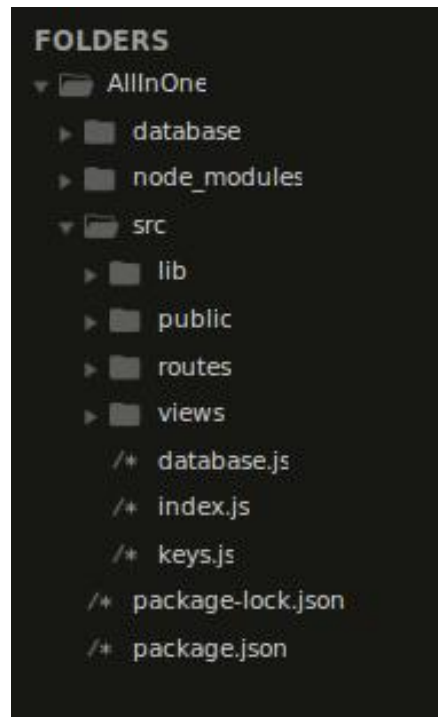 FOLDERS
AllInOne
database
node_modules
src
lib
public
routes
views
/* database.js
/* index.js
/* keys.js
/* package-lock.json
/* package.json